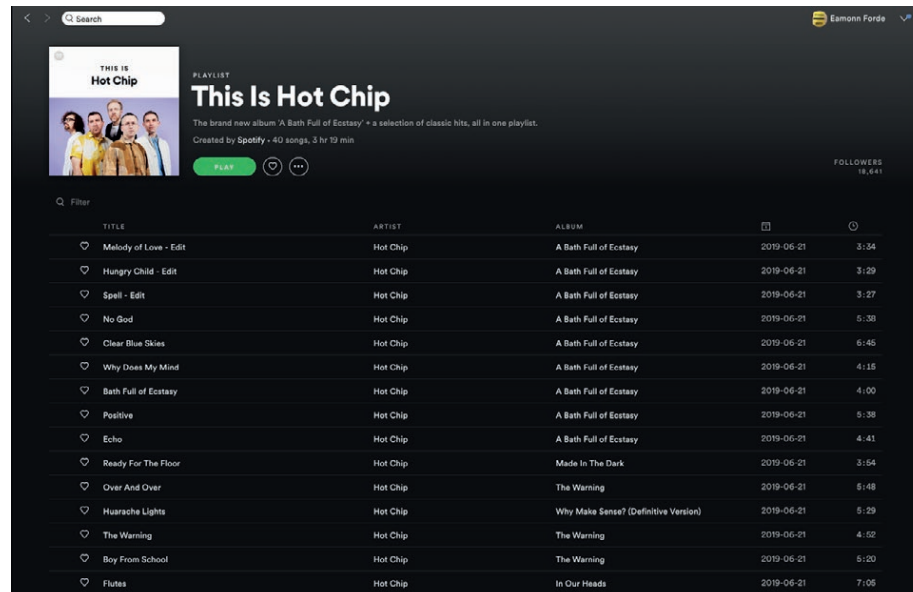 Search
Eamonn Forde
THIS IS
Hot Chip
PLAYLIST
This Is Hot Chip
The brand new album 'A Bath Full of Ecstasy' + a selection of classic hits, all in one playlist.
Created by Spotify • 40 songs, 3 hr 19 min
PLAY
FOLLOWERS
18,641
Filter
TITLE ARTIST ALBUM
Melody of Love - Edit Hot Chip A Bath Full of Ecstasy 2019-06-21 3:34
Hungry Child - Edit Hot Chip A Bath Full of Ecstasy 2019-06-21 3:29
Spell - Edit Hot Chip A Bath Full of Ecstasy 2019-06-21 3:27
No God Hot Chip A Bath Full of Ecstasy 2019-06-21 5:38
Clear Blue Skies Hot Chip A Bath Full of Ecstasy 2019-06-21 6:45
Why Does My Mind Hot Chip A Bath Full of Ecstasy 2019-06-21 4:15
Bath Full of Ecstasy Hot Chip A Bath Full of Ecstasy 2019-06-21 4:00
Positive Hot Chip A Bath Full of Ecstasy 2019-06-21 5:38
Echo Hot Chip A Bath Full of Ecstasy 2019-06-21 4:41
Ready For The Floor Hot Chip Made In The Dark 2019-06-21 3:54
Over And Over Hot Chip The Warning 2019-06-21 5:48
Huarache Lights Hot Chip Why Make Sense? (Definitive Version) 2019-06-21 5:29
The Warning Hot Chip The Warning 2019-06-21 4:52
Boy From School Hot Chip The Warning 2019-06-21 5:20
Flutes Hot Chip In Our Heads 2019-06-21 7:05